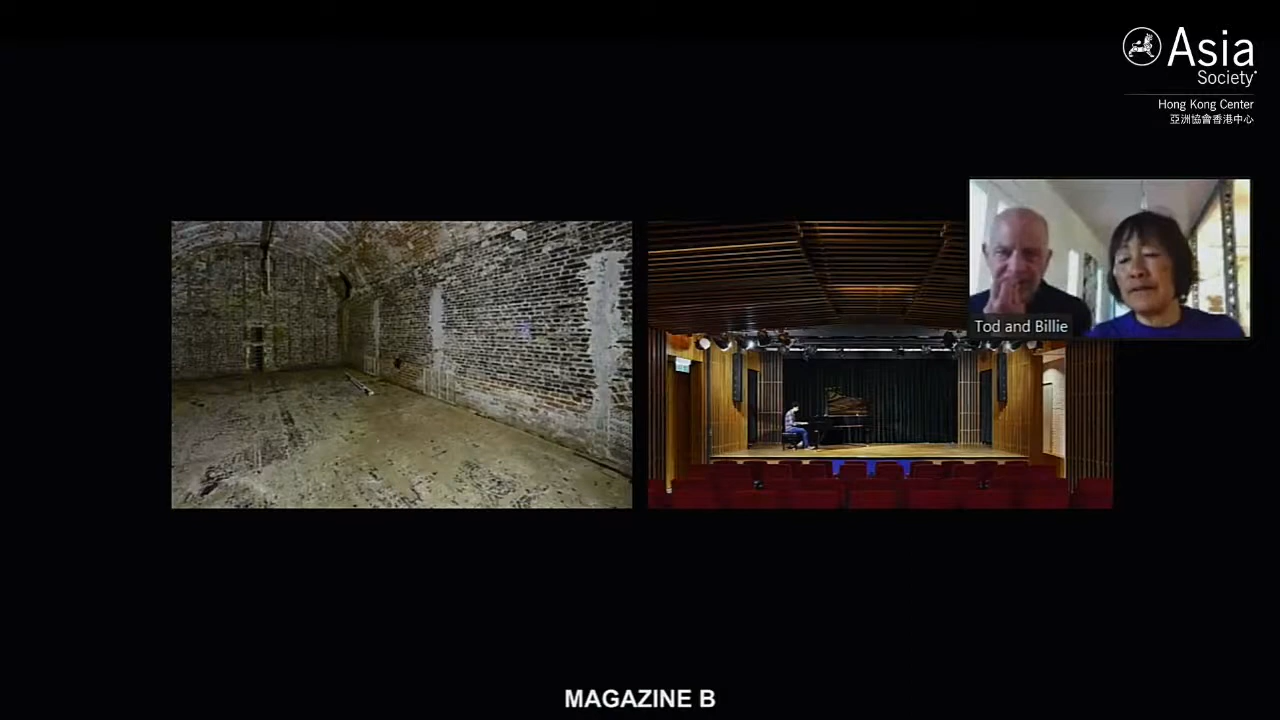 Asia
Society
Hong Kong Center
亞洲協會香港中心
Tod and Billie
MAGAZINE B